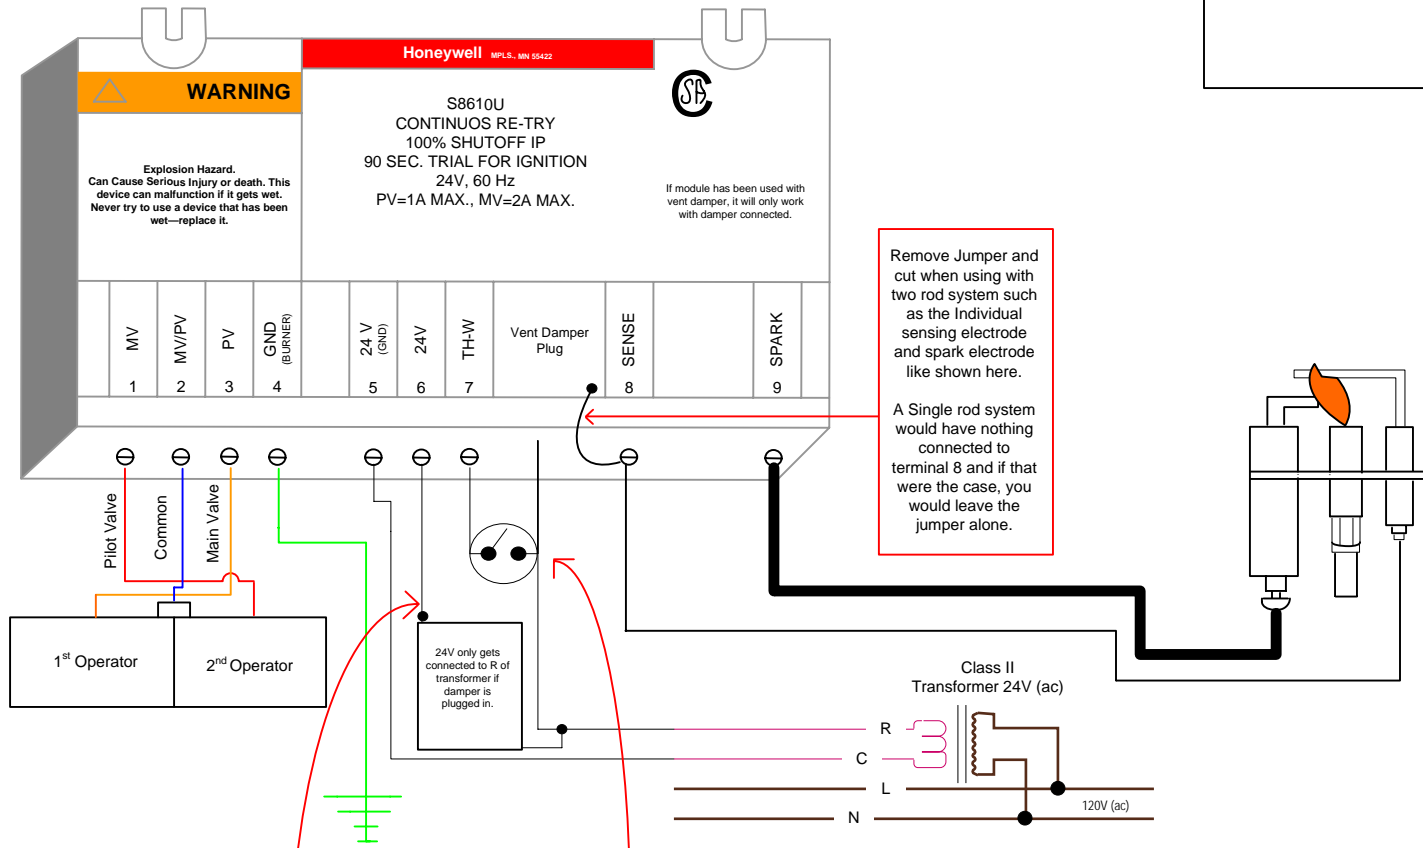 Honeywell MPLS., MN 55422
WARNING
Explosion Hazard.
Can Cause Serious Injury or death. This
device can malfunction if it gets wet.
Never try to use a device that has been
wet—replace it.
S8610U
CONTINUOS RE-TRY
100% SHUTOFF IP
90 SEC. TRIAL FOR IGNITION
24V, 60 Hz
PV=1A MAX., MV=2A MAX.
SA
C
If module has been used with
vent damper, it will only work
with damper connected.
MV
1
MV/PV
2
PV
3
GND
(BURNER)
4
24 V
(GND)
5
24V
6
TH-W
7
Vent Damper
Plug
SENSE
8
SPARK
9
Remove Jumper and
cut when using with
two rod system such
as the Individual
sensing electrode
and spark electrode
like shown here.
A Single rod system
would have nothing
connected to
terminal 8 and if that
were the case, you
would leave the
jumper alone.
Pilot Valve
Common
Main Valve
1st Operator
2nd Operator
24V only gets
connected to R of
transformer if
damper is
plugged in.
Class II
Transformer 24V (ac)
R
C
L
N
120V (ac)